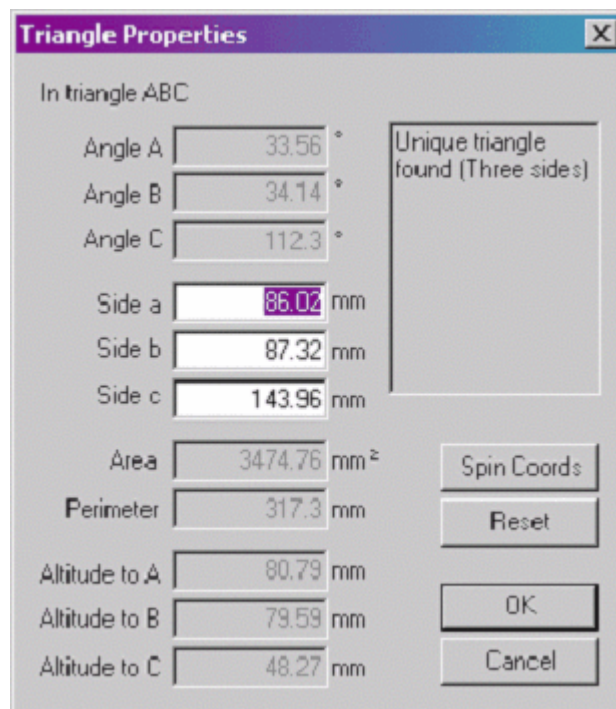 Triangle Properties
In triangle ABC
Angle A 33.56 °
Angle B 34.14 °
Angle C 112.3 °
Unique triangle
found (Three sides)
Side a 86.02 mm
Side b 87.32 mm
Side c 143.96 mm
Area 3474.76 mm²
Perimeter 317.3 mm
Altitude to A 80.79 mm
Altitude to B 79.59 mm
Altitude to C 48.27 mm
Spin Coords
Reset
OK
Cancel